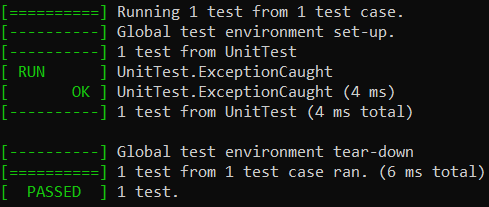 [==========] Running 1 test from 1 test case.
[----------] Global test environment set-up.
[----------] 1 test from UnitTest
[ RUN      ] UnitTest.ExceptionCaught
[       OK ] UnitTest.ExceptionCaught (4 ms)
[----------] 1 test from UnitTest (4 ms total)

[----------] Global test environment tear-down
[==========] 1 test from 1 test case ran. (6 ms total)
[  PASSED  ] 1 test.